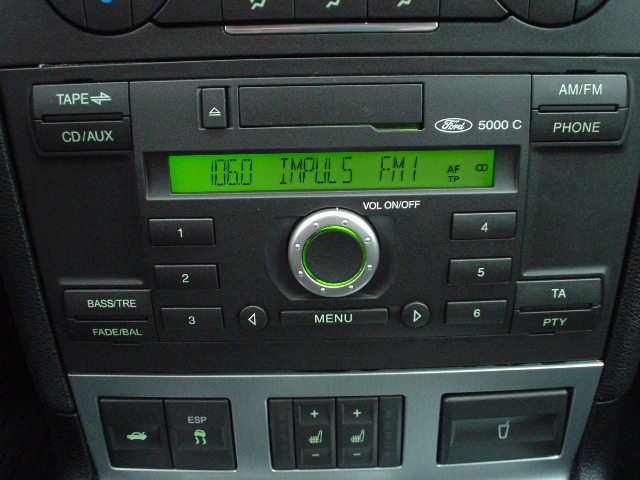 TAPE
CD/AUX
AM/FM
PHONE
Ford 5000 C
106.0 IMPULS FM1
AF
TP
VOL ON/OFF
1
2
3
4
5
6
BASS/TRE
FADE/BAL
MENU
TA
PTY
ESP
+ +
- -